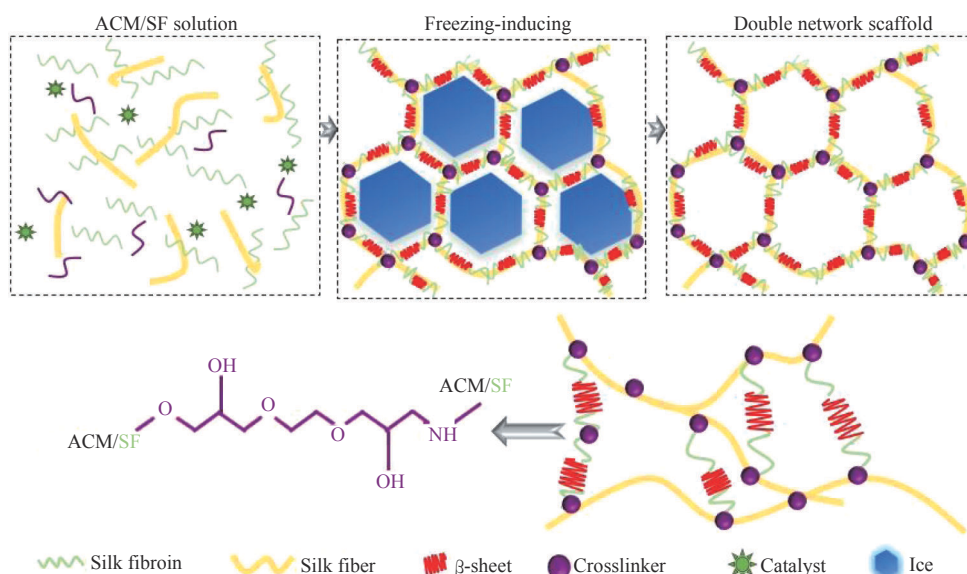 ACM/SF solution
Freezing-inducing
Double network scaffold
OH
ACM/SF
O
O
O
NH
ACM/SF
OH
Silk fibroin
Silk fiber
β-sheet
Crosslinker
Catalyst
Ice